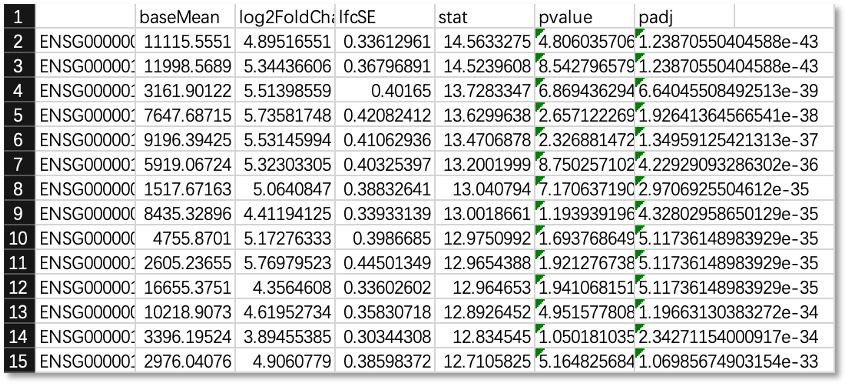 1 baseMean log2FoldCha lfcSE stat pvalue padj
2 ENSG000000 11115.5551 4.89516551 0.33612961 14.5633275 4.806035706 1.23870550404588e-43
3 ENSG000001 11998.5689 5.34436606 0.36796891 14.5239608 8.542796579 1.23870550404588e-43
4 ENSG000000 3161.90122 5.51398559 0.40165 13.7283347 6.869436294 6.64045508492513e-39
5 ENSG000001 7647.68715 5.73581748 0.42082412 13.6299638 2.657122269 1.92641364566541e-38
6 ENSG000001 9196.39425 5.53145994 0.41062936 13.4706878 2.326881472 1.34959125421313e-37
7 ENSG000001 5919.06724 5.32303305 0.40325397 13.2001999 8.750257102 4.22929093286302e-36
8 ENSG000000 1517.67163 5.0640847 0.38832641 13.040794 7.170637190 2.9706925504612e-35
9 ENSG000001 8435.32896 4.41194125 0.33933139 13.0018661 1.193939196 4.32802958650129e-35
10 ENSG000000 4755.8701 5.17276333 0.3986685 12.9750992 1.693768649 5.11736148983929e-35
11 ENSG000001 2605.23655 5.76979523 0.44501349 12.9654388 1.921276738 5.11736148983929e-35
12 ENSG000001 16655.3751 4.3564608 0.33602602 12.964653 1.941068151 5.11736148983929e-35
13 ENSG000000 10218.9073 4.61952734 0.35830718 12.8926452 4.951577808 1.19663130383272e-34
14 ENSG000001 3396.19524 3.89455385 0.30344308 12.834545 1.050181035 2.34271154000917e-34
15 ENSG000001 2976.04076 4.9060779 0.38598372 12.7105825 5.164825684 1.06985674903154e-33